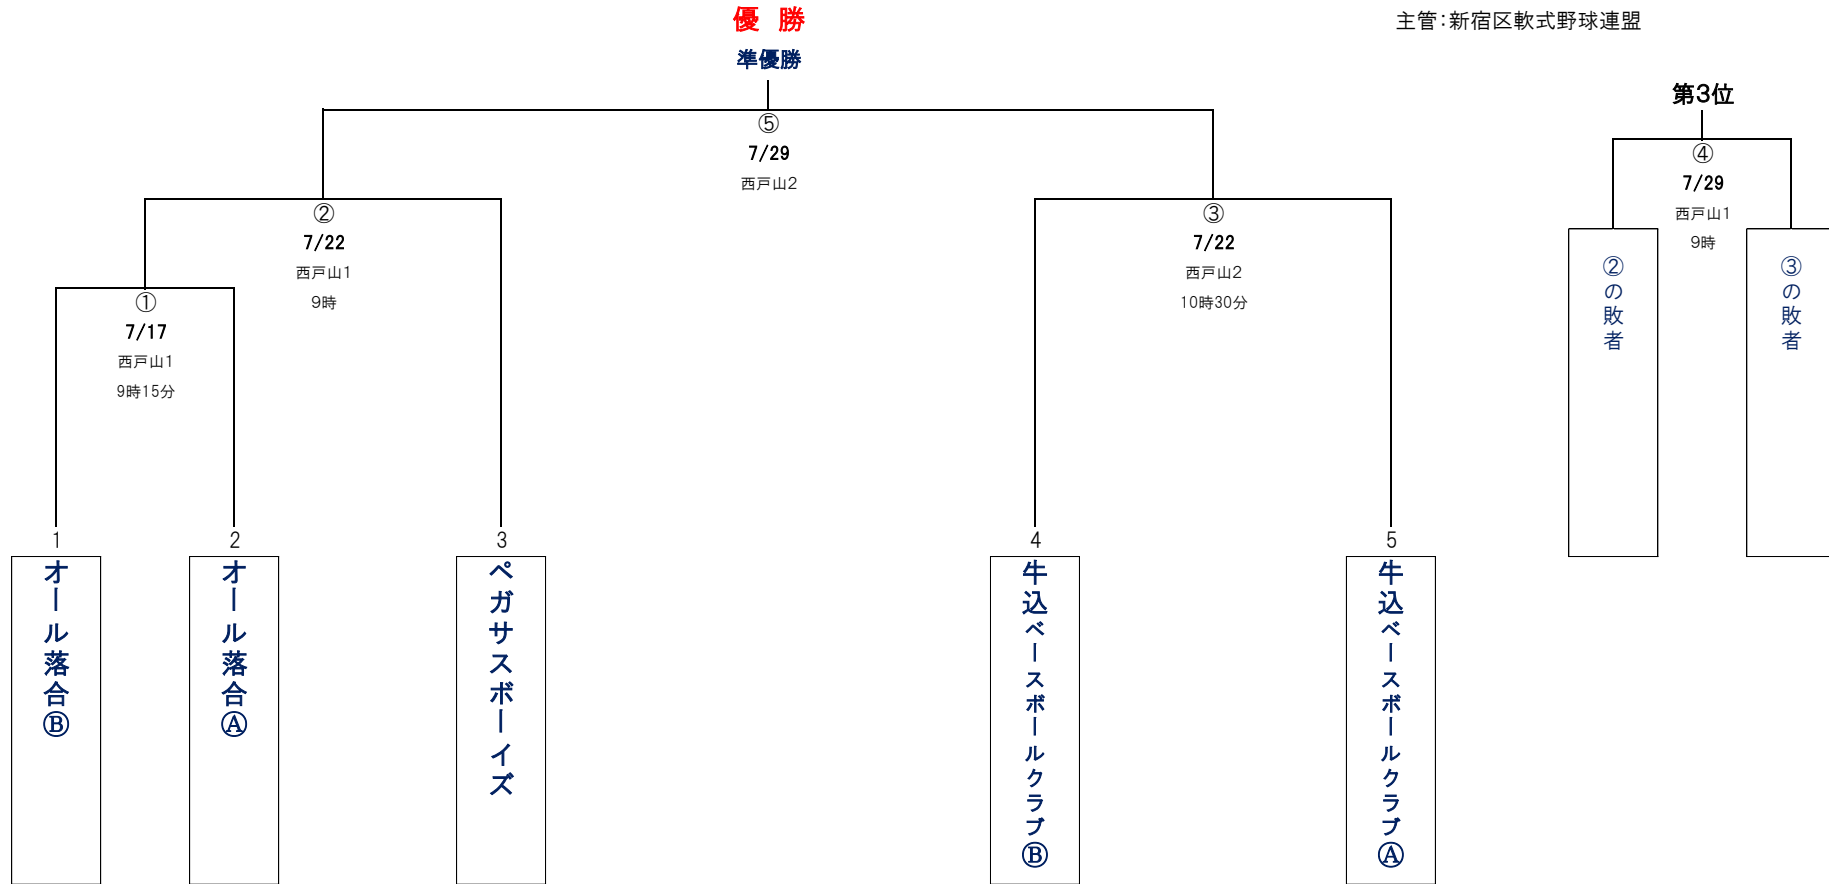 優 勝
主管:新宿区軟式野球連盟
準優勝
第3位
⑤
7/29
西戸山2
④
7/29
西戸山1
9時
②
7/22
西戸山1
9時
③
7/22
西戸山2
10時30分
②の敗者
③の敗者
①
7/17
西戸山1
9時15分
1
2
3
4
5
オール落合Ⓑ
オール落合Ⓐ
ペガサスボーイズ
牛込ベースボールクラブⒷ
牛込ベースボールクラブⒶ